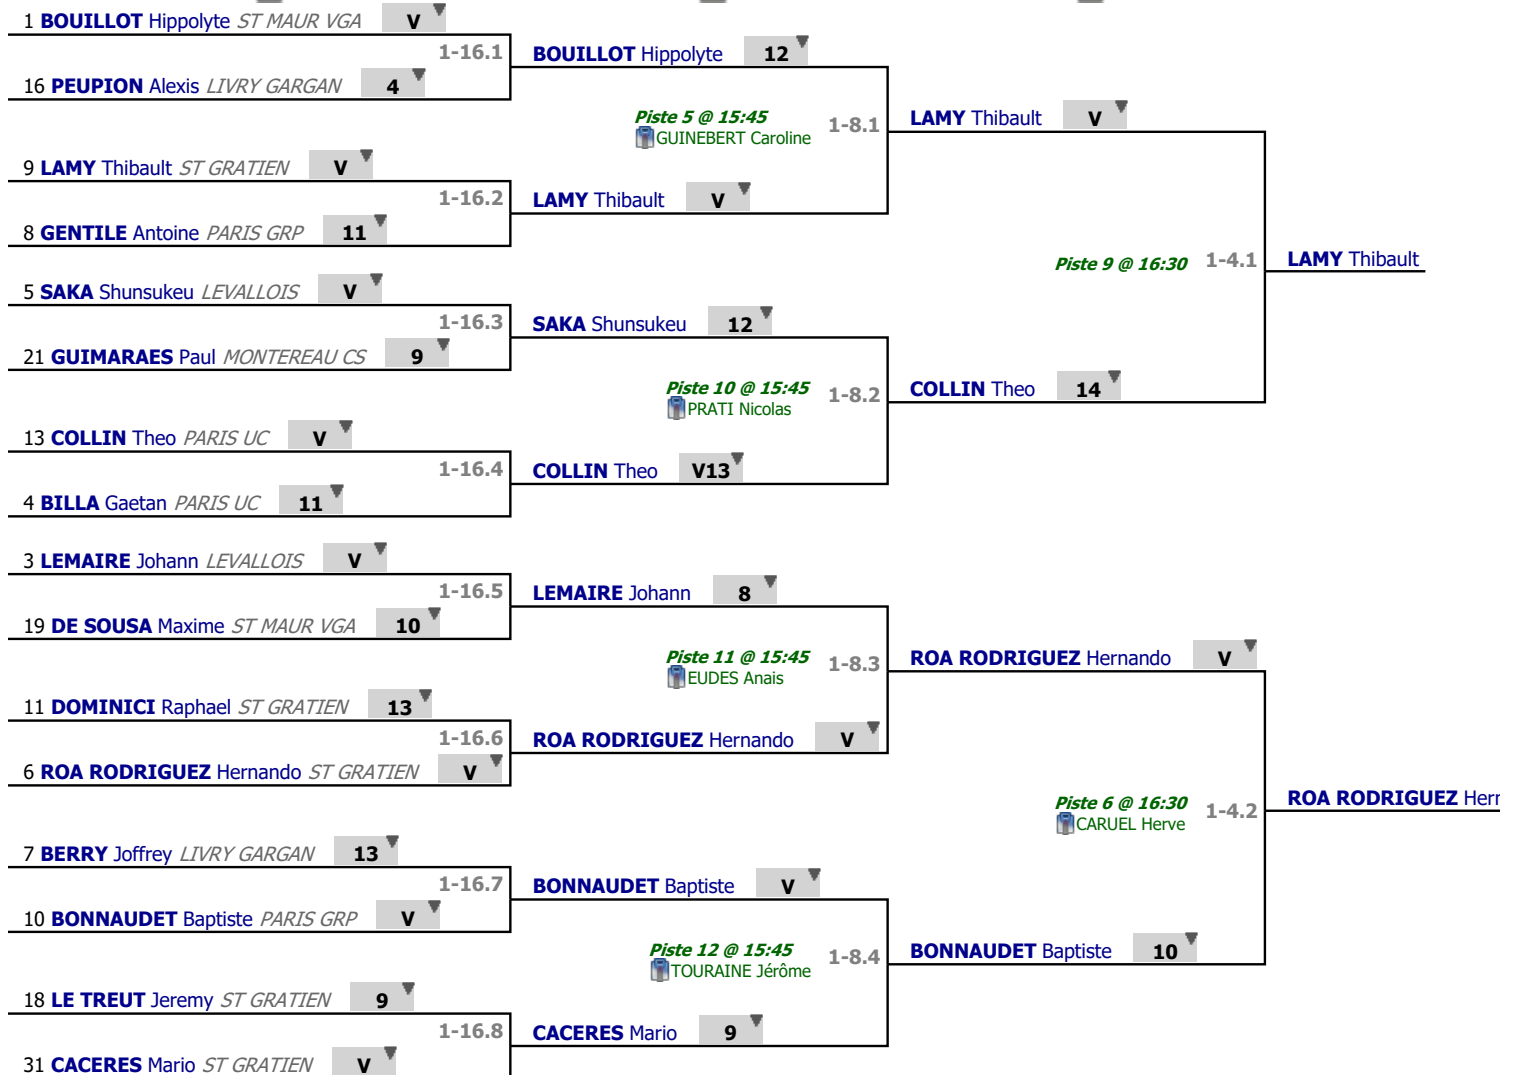 1 BOUILLOT Hippolyte ST MAUR VGA V
1-16.1
16 PEUPION Alexis LIVRY GARGAN 4
9 LAMY Thibault ST GRATIEN V
1-16.2
8 GENTILE Antoine PARIS GRP 11
5 SAKA Shunsukeu LEVALLOIS V
1-16.3
21 GUIMARAES Paul MONTEREAU CS 9
13 COLLIN Theo PARIS UC V
1-16.4
4 BILLA Gaetan PARIS UC 11
3 LEMAIRE Johann LEVALLOIS V
1-16.5
19 DE SOUSA Maxime ST MAUR VGA 10
11 DOMINICI Raphael ST GRATIEN 13
1-16.6
6 ROA RODRIGUEZ Hernando ST GRATIEN V
7 BERRY Joffrey LIVRY GARGAN 13
1-16.7
10 BONNAUDET Baptiste PARIS GRP V
18 LE TREUT Jeremy ST GRATIEN 9
1-16.8
31 CACERES Mario ST GRATIEN V
BOUILLOT Hippolyte 12
Piste 5 @ 15:45
GUINEBERT Caroline
1-8.1
LAMY Thibault V
SAKA Shunsukeu 12
Piste 10 @ 15:45
PRATI Nicolas
1-8.2
COLLIN Theo V13
LEMAIRE Johann 8
Piste 11 @ 15:45
EUDES Anais
1-8.3
ROA RODRIGUEZ Hernando V
BONNAUDET Baptiste V
Piste 12 @ 15:45
TOURAINE Jérôme
1-8.4
CACERES Mario 9
LAMY Thibault V
Piste 9 @ 16:30 1-4.1
COLLIN Theo 14
ROA RODRIGUEZ Hernando V
Piste 6 @ 16:30
CARUEL Herve
1-4.2
BONNAUDET Baptiste 10
LAMY Thibault
ROA RODRIGUEZ